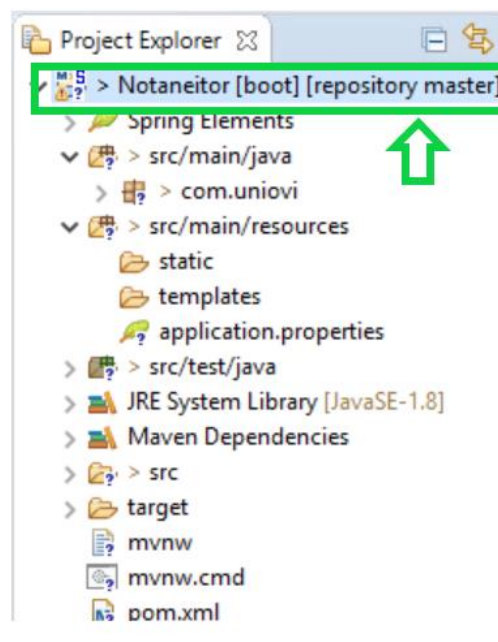 Project Explorer
> Notaneitor [boot] [repository master]
Spring Elements
> src/main/java
> com.uniovi
> src/main/resources
static
templates
application.properties
> src/test/java
JRE System Library [JavaSE-1.8]
Maven Dependencies
> src
target
mvnw
mvnw.cmd
pom.xml